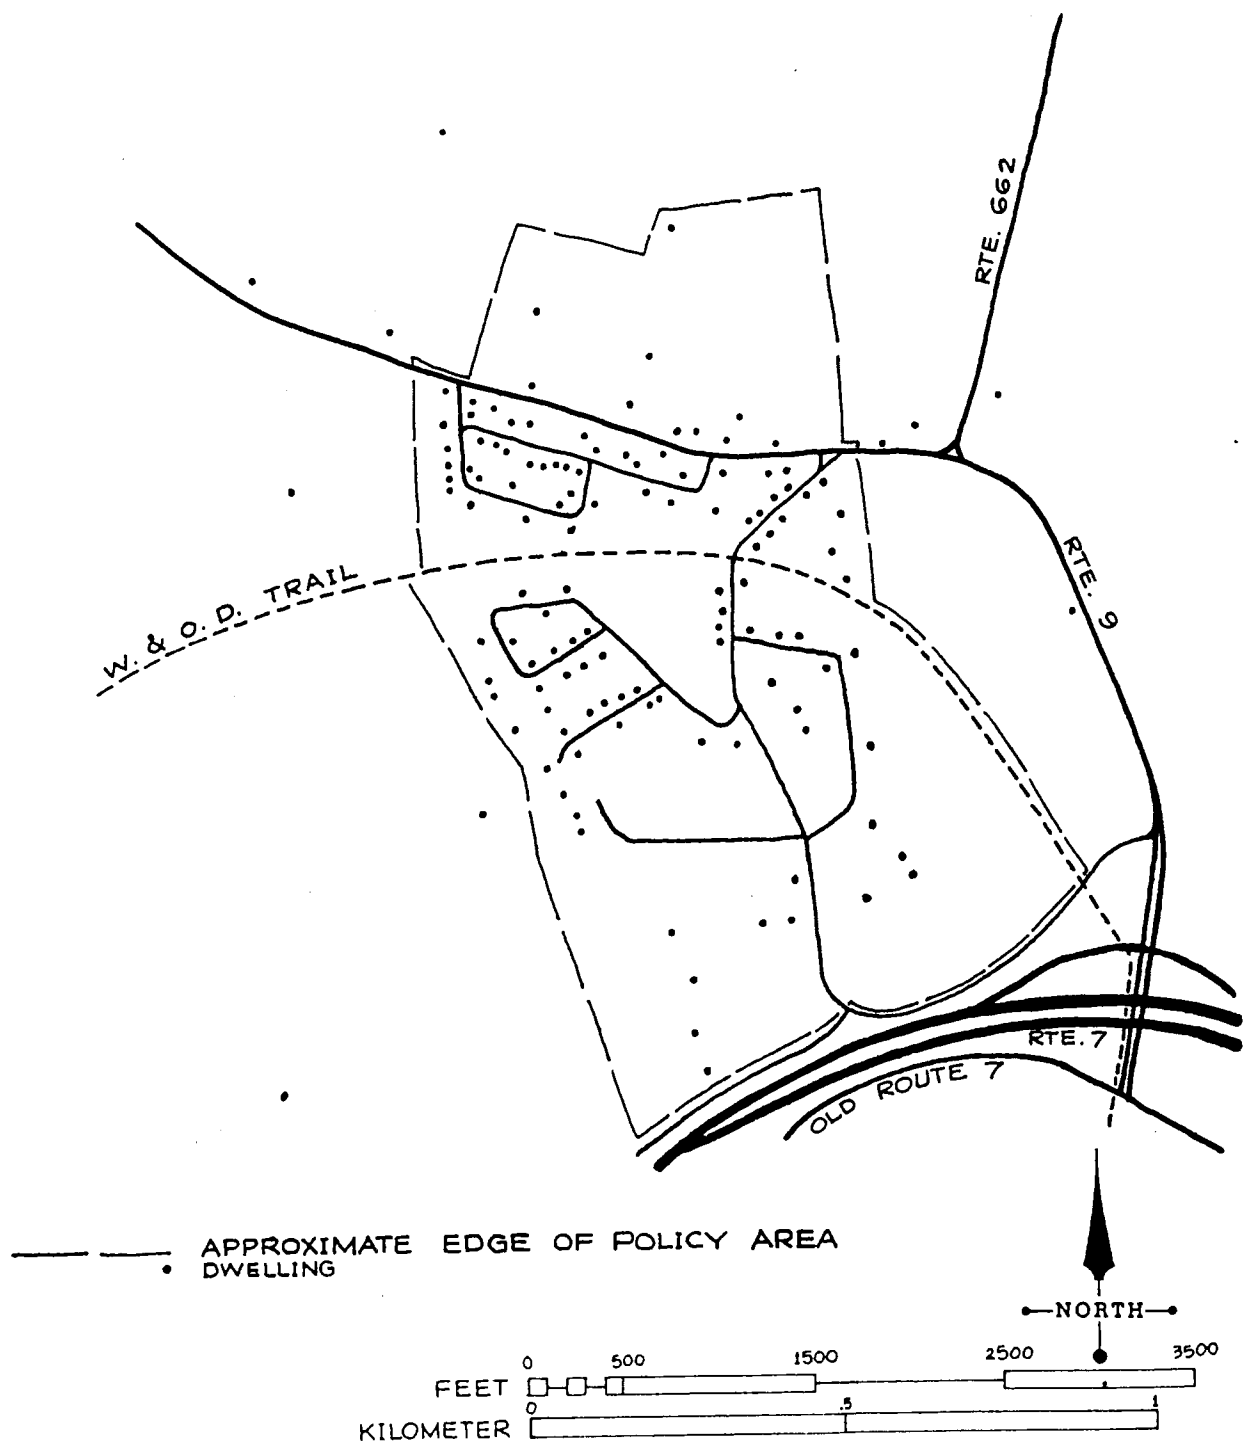 RTE. 662
RTE. 9
W. & O. D. TRAIL
RTE. 7
OLD ROUTE 7
APPROXIMATE EDGE OF POLICY AREA
DWELLING
NORTH
0 500 1500 2500 3500
FEET
0 .5 1
KILOMETER